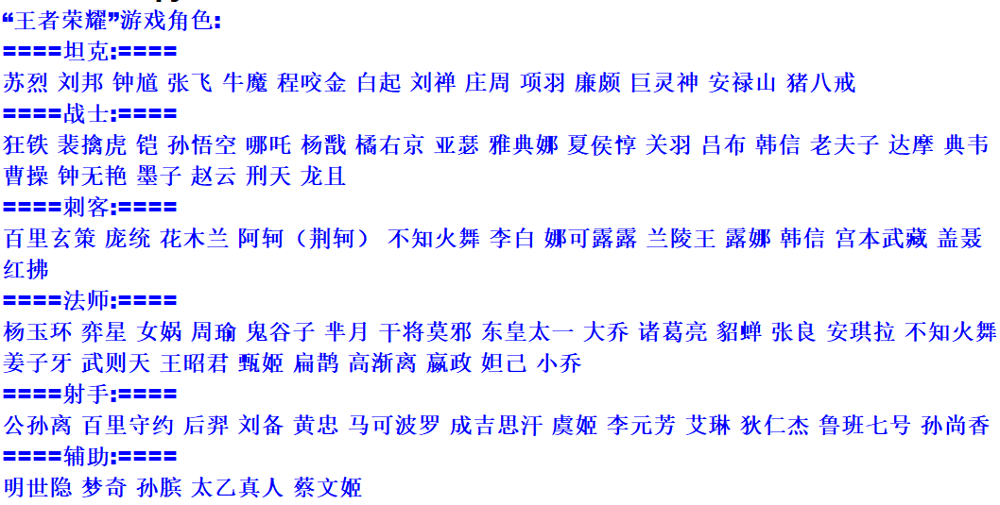 “王者荣耀”游戏角色:
====坦克:====
苏烈 刘邦 钟馗 张飞 牛魔 程咬金 白起 刘禅 庄周 项羽 廉颇 巨灵神 安禄山 猪八戒
====战士:====
狂铁 裴擒虎 铠 孙悟空 哪吒 杨戬 橘右京 亚瑟 雅典娜 夏侯惇 关羽 吕布 韩信 老夫子 达摩 典韦
曹操 钟无艳 墨子 赵云 刑天 龙且
====刺客:====
百里玄策 庞统 花木兰 阿轲（荆轲） 不知火舞 李白 娜可露露 兰陵王 露娜 韩信 宫本武藏 盖聂
红拂
====法师:====
杨玉环 弈星 女娲 周瑜 鬼谷子 芈月 干将莫邪 东皇太一 大乔 诸葛亮 貂蝉 张良 安琪拉 不知火舞
姜子牙 武则天 王昭君 甄姬 扁鹊 高渐离 嬴政 妲己 小乔
====射手:====
公孙离 百里守约 后羿 刘备 黄忠 马可波罗 成吉思汗 虞姬 李元芳 艾琳 狄仁杰 鲁班七号 孙尚香
====辅助:====
明世隐 梦奇 孙膑 太乙真人 蔡文姬